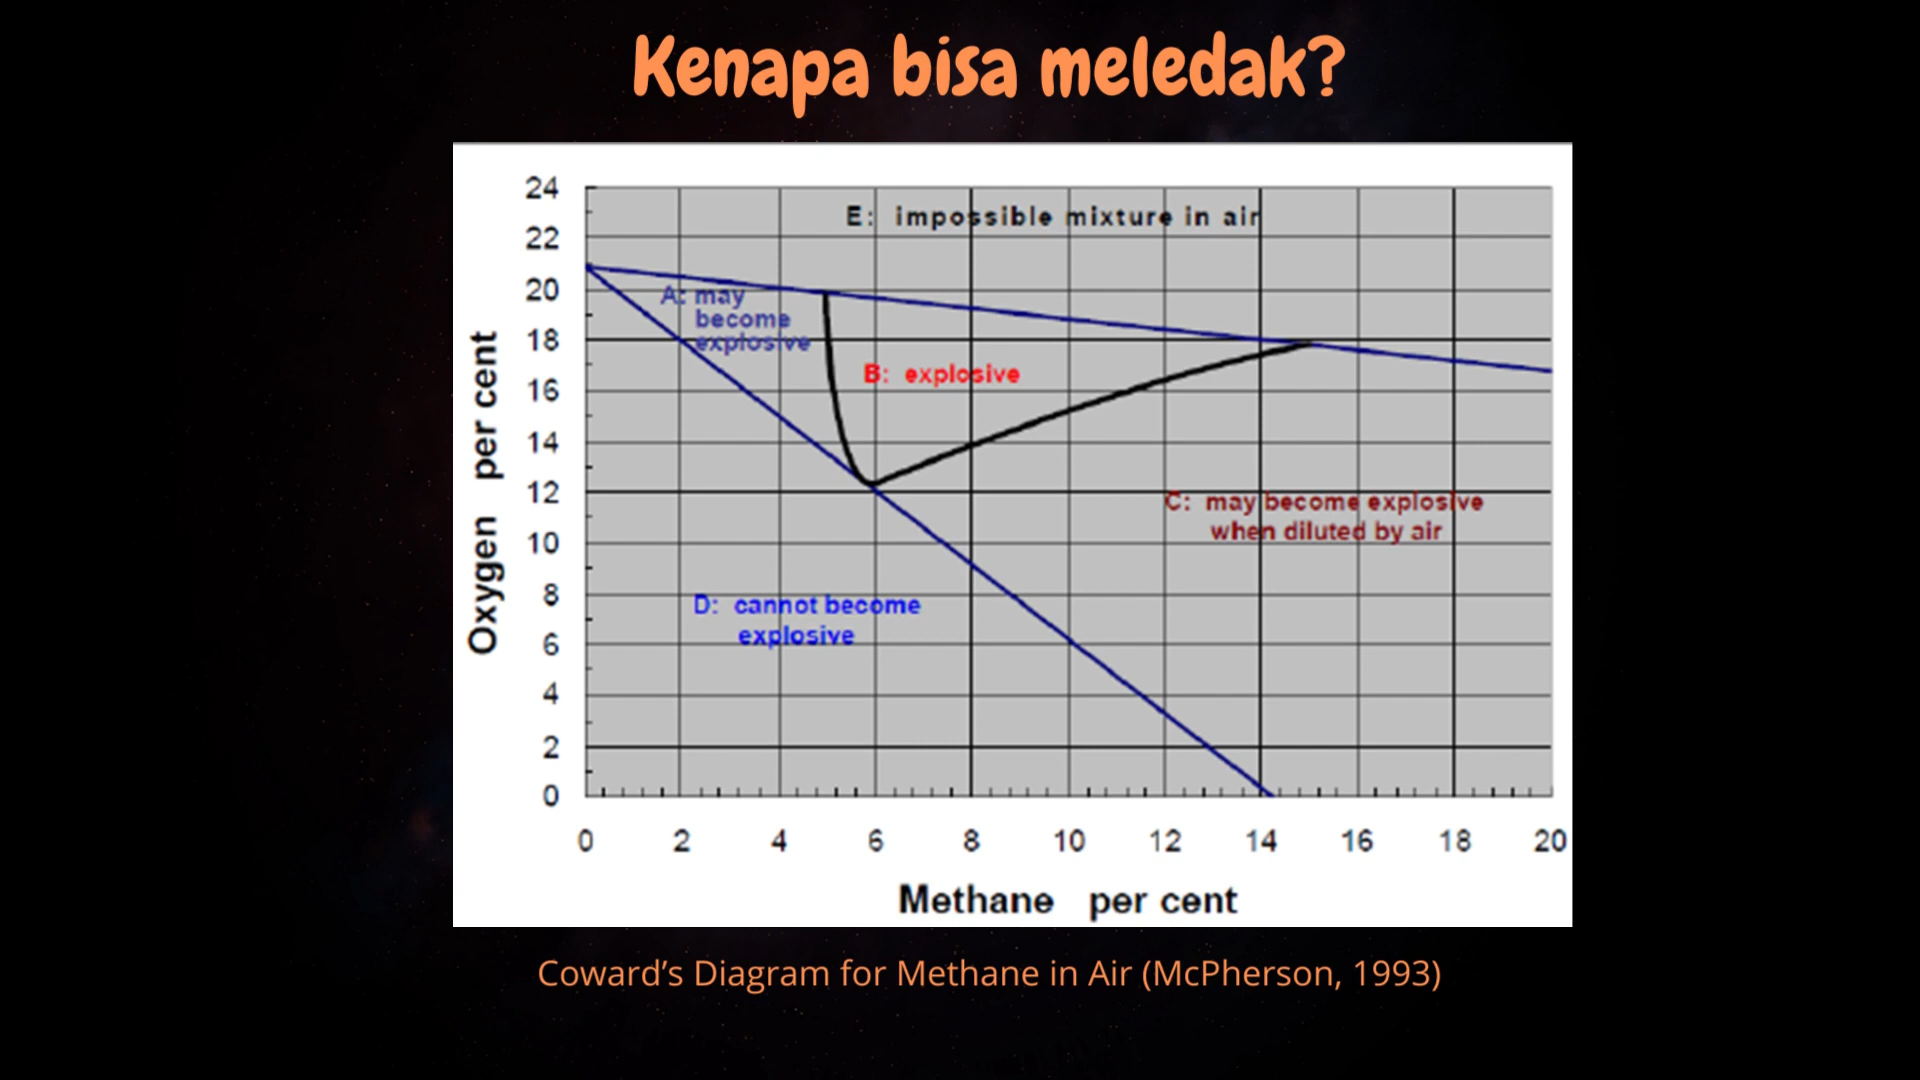 Kenapa bisa meledak?
24
22
20
18
16
14
12
10
8
6
4
2
0
Oxygen per cent
E: impossible mixture in air
A: may
become
explosive
B: explosive
C: may become explosive
when diluted by air
D: cannot become
explosive
0 2 4 6 8 10 12 14 16 18 20
Methane per cent
Coward’s Diagram for Methane in Air (McPherson, 1993)